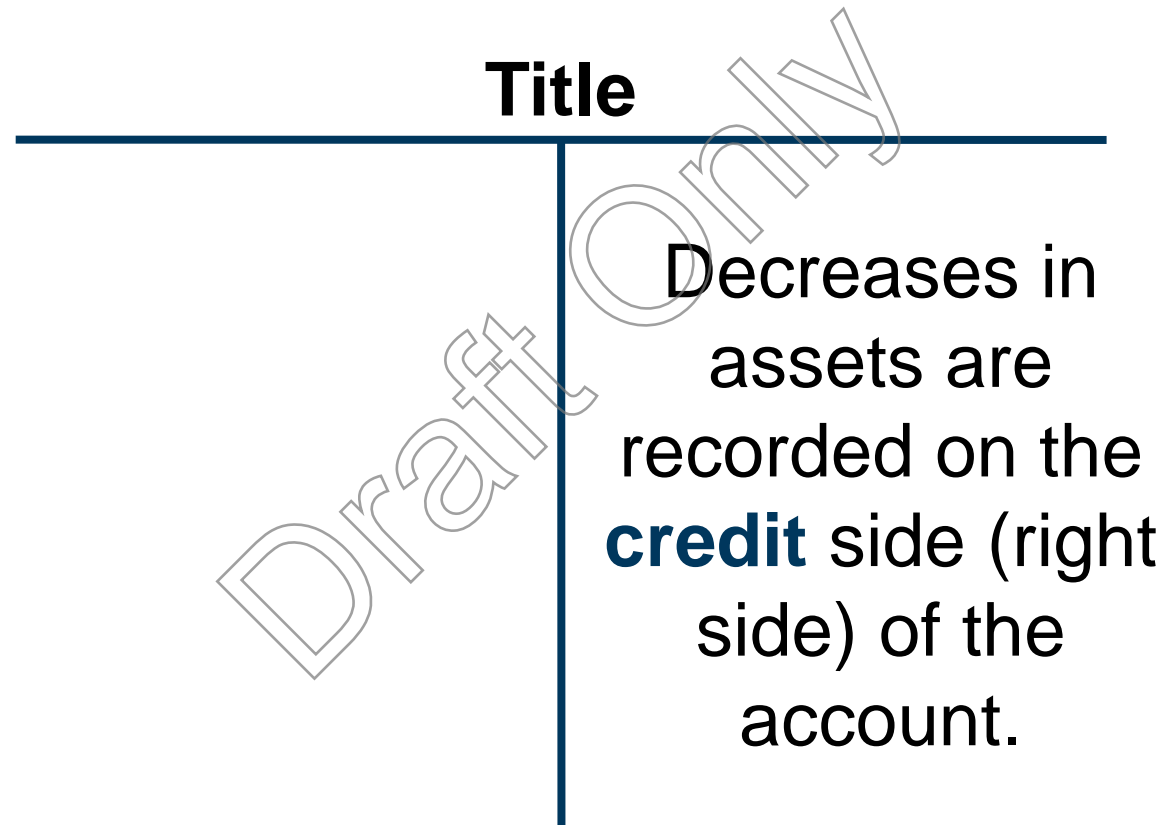 Title
Decreases in
assets are
recorded on the
credit side (right
side) of the
account.
Draft Only